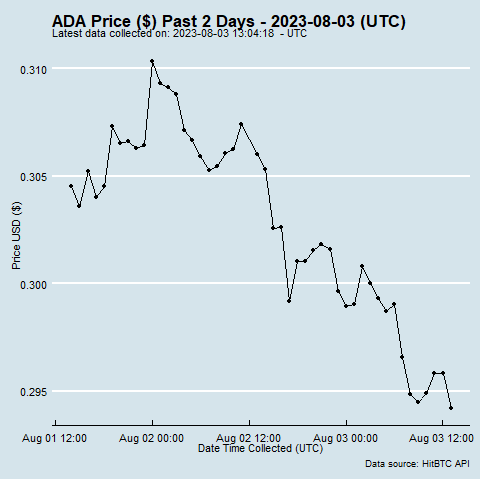 ADA Price ($) Past 2 Days - 2023-08-03 (UTC)
Latest data collected on: 2023-08-03 13:04:18 - UTC
0.310
0.305
0.300
0.295
Price USD ($)
Aug 01 12:00 Aug 02 00:00 Aug 02 12:00 Aug 03 00:00 Aug 03 12:00
Date Time Collected (UTC)
Data source: HitBTC API